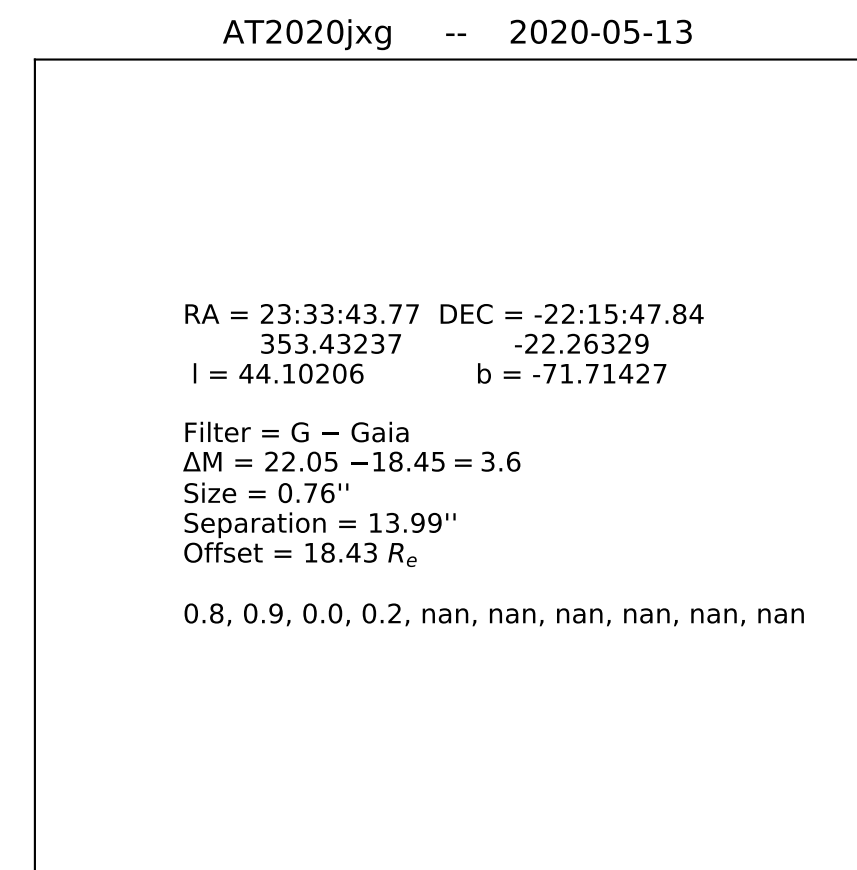 AT2020jxg -- 2020-05-13
RA = 23:33:43.77 DEC = -22:15:47.84
353.43237 -22.26329
l = 44.10206 b = -71.71427
Filter = G − Gaia
ΔM = 22.05 −18.45 = 3.6
Size = 0.76''
Separation = 13.99''
Offset = 18.43 Rₑ
0.8, 0.9, 0.0, 0.2, nan, nan, nan, nan, nan, nan